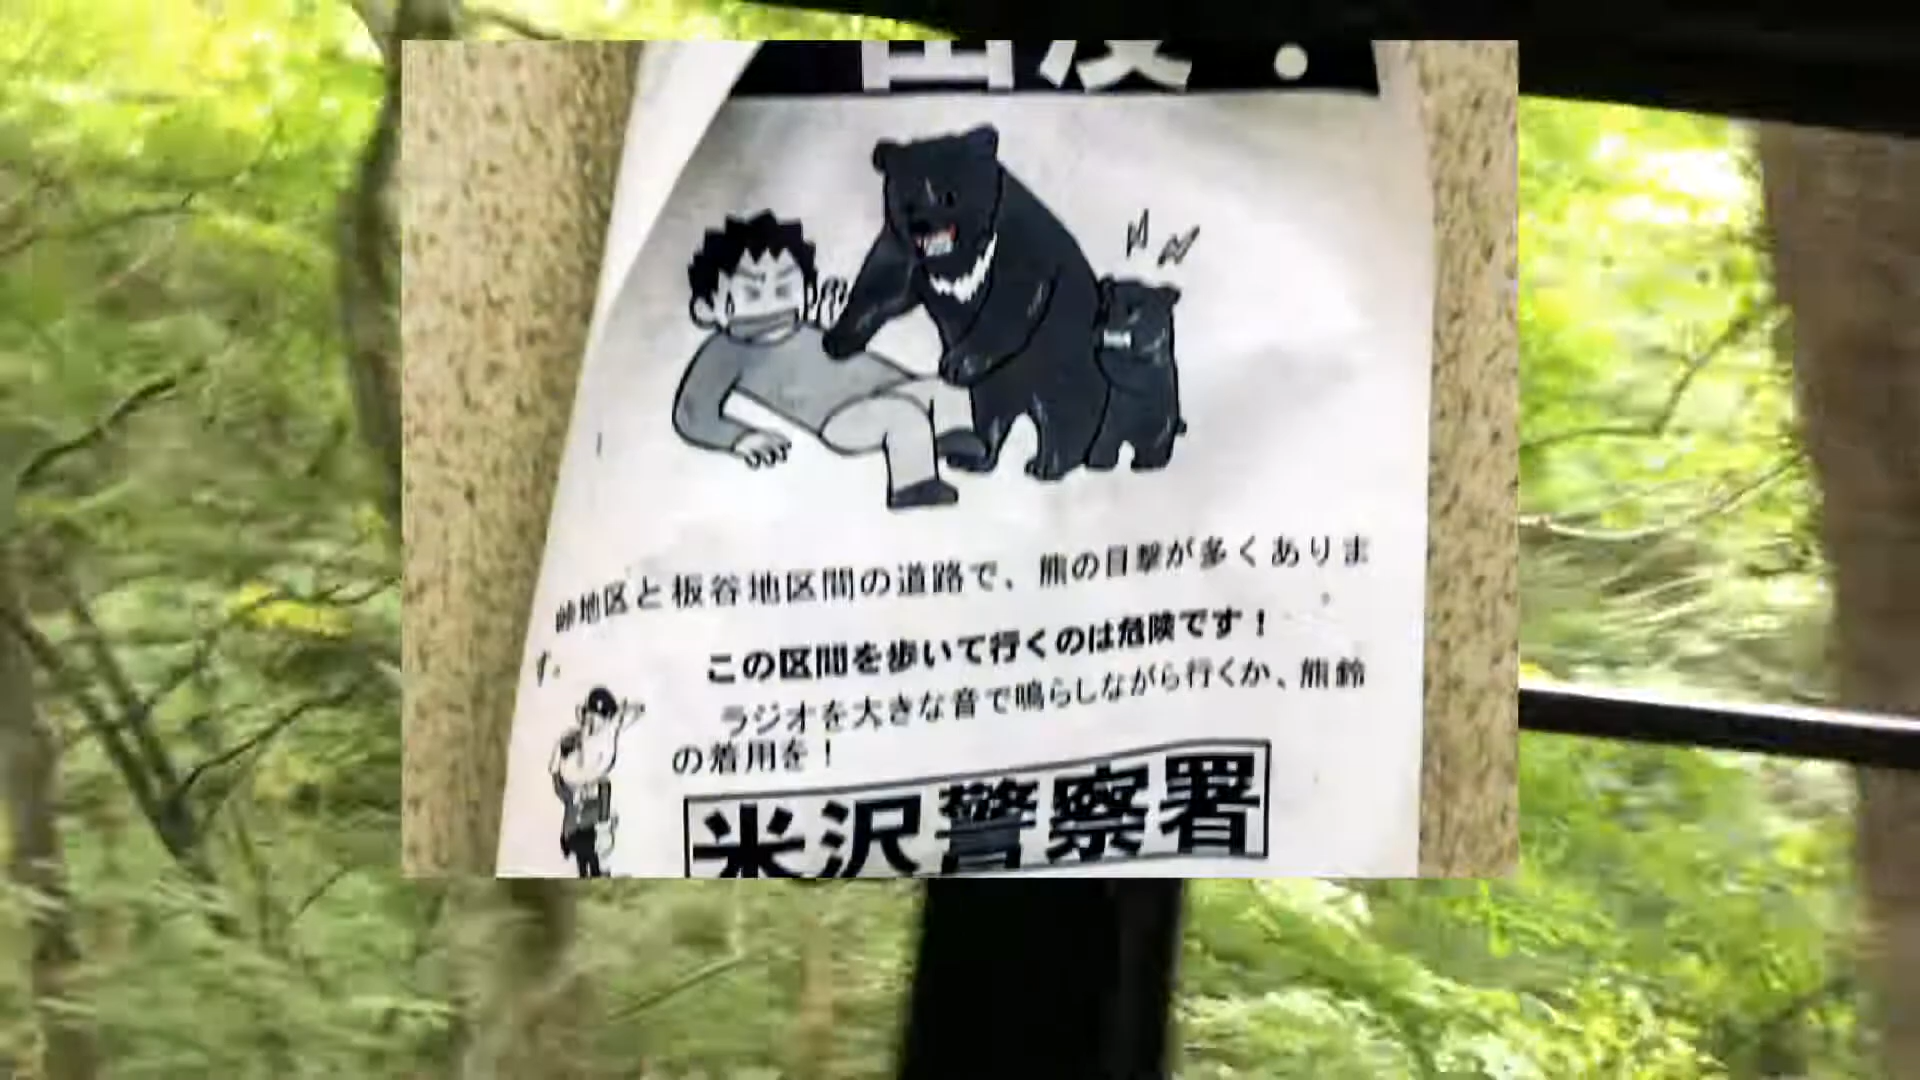 出没!
峠地区と板谷地区間の道路で、熊の目撃が多くありま
す。
この区間を歩いて行くのは危険です!
ラジオを大きな音で鳴らしながら行くか、熊鈴
の着用を!
米沢警察署